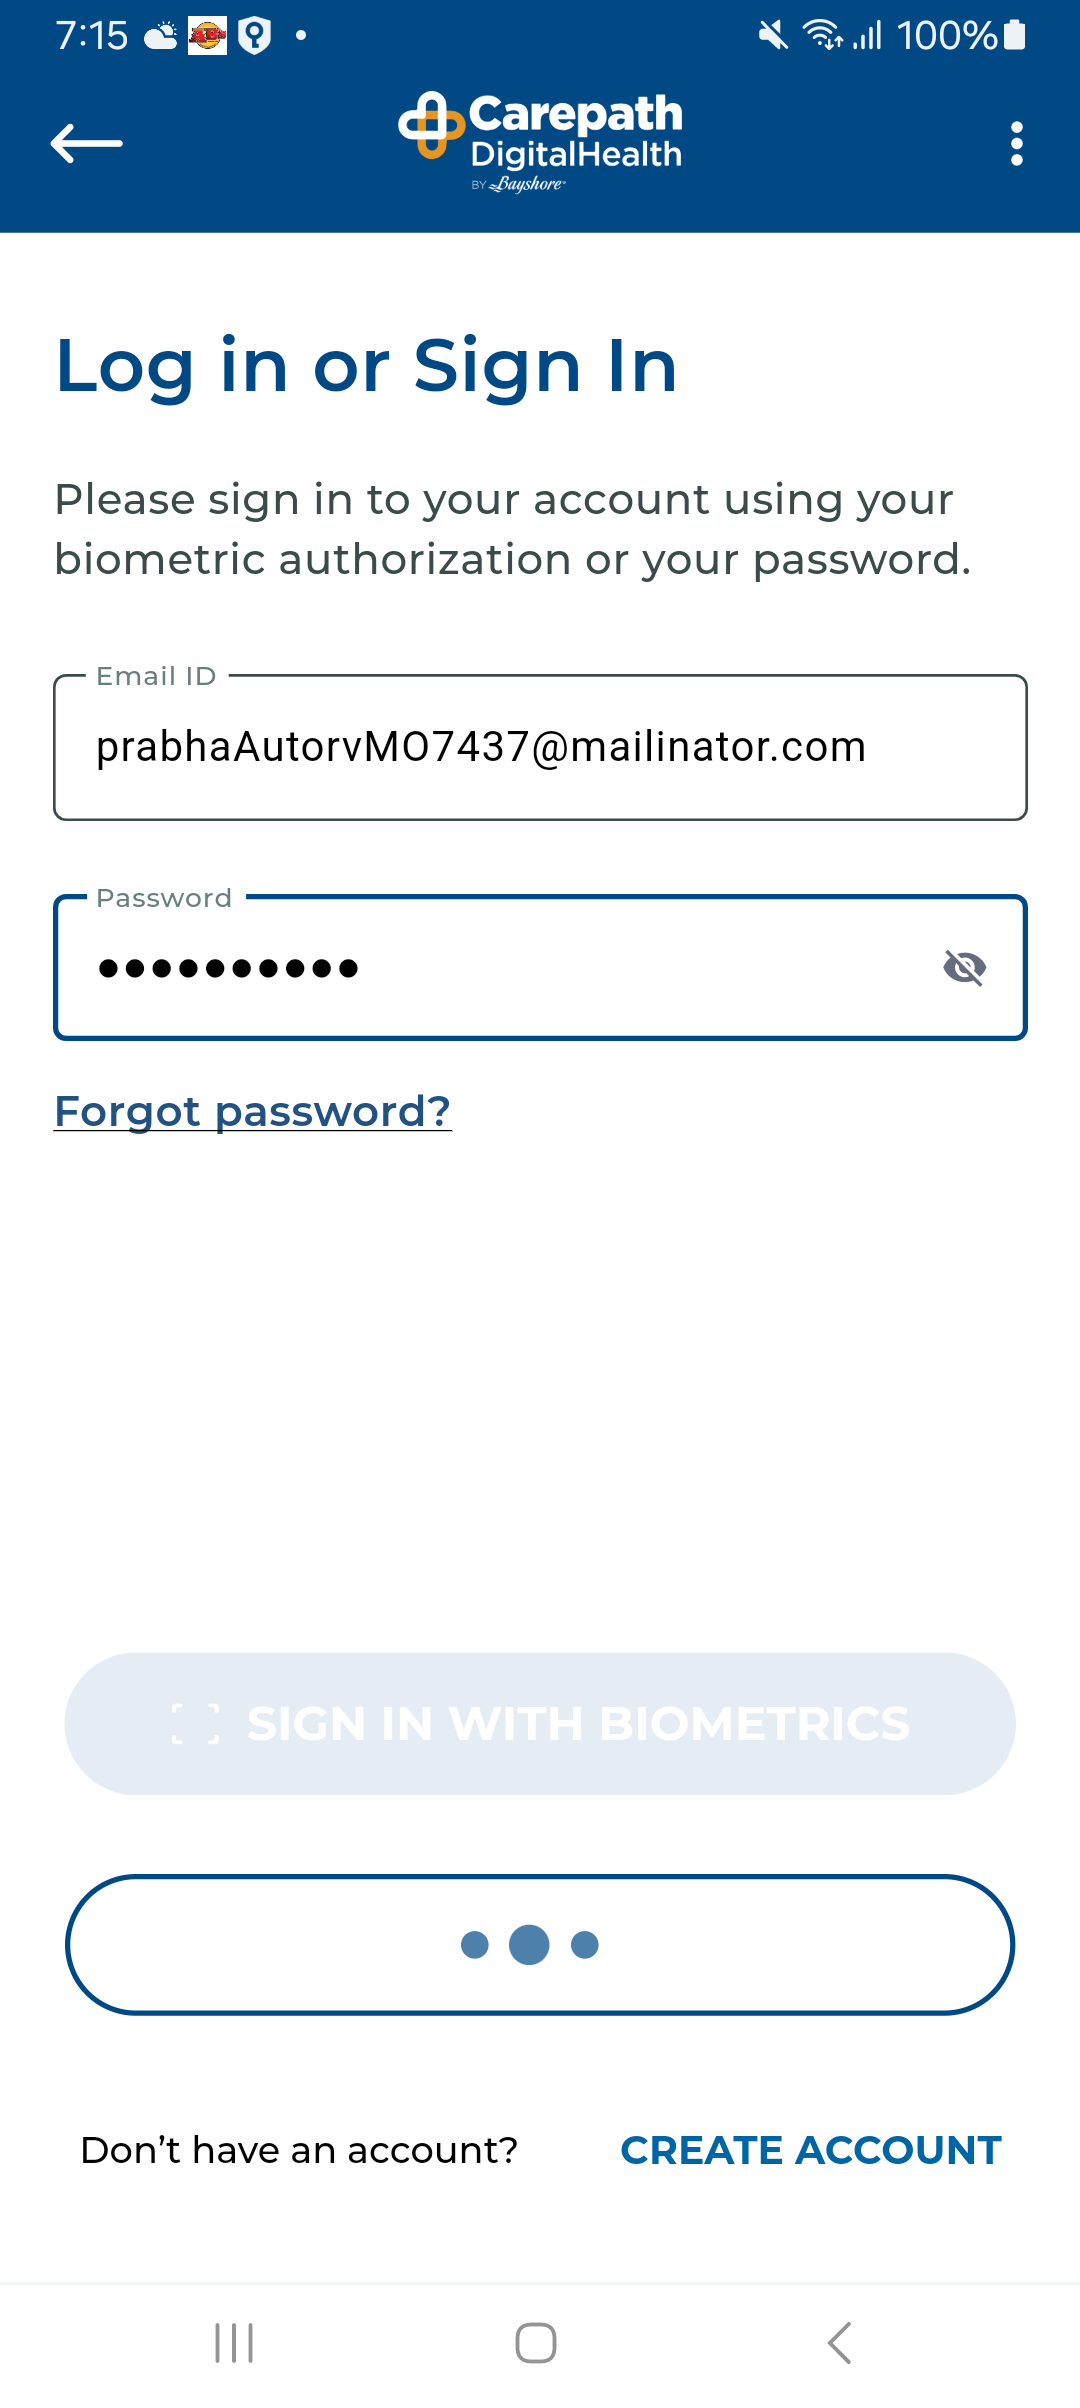 7:15
100%
Carepath
DigitalHealth
BY Bayshore
Log in or Sign In
Please sign in to your account using your
biometric authorization or your password.
Email ID
prabhaAutorvMO7437@mailinator.com
Password
••••••••••
Forgot password?
SIGN IN WITH BIOMETRICS
Don’t have an account?
CREATE ACCOUNT